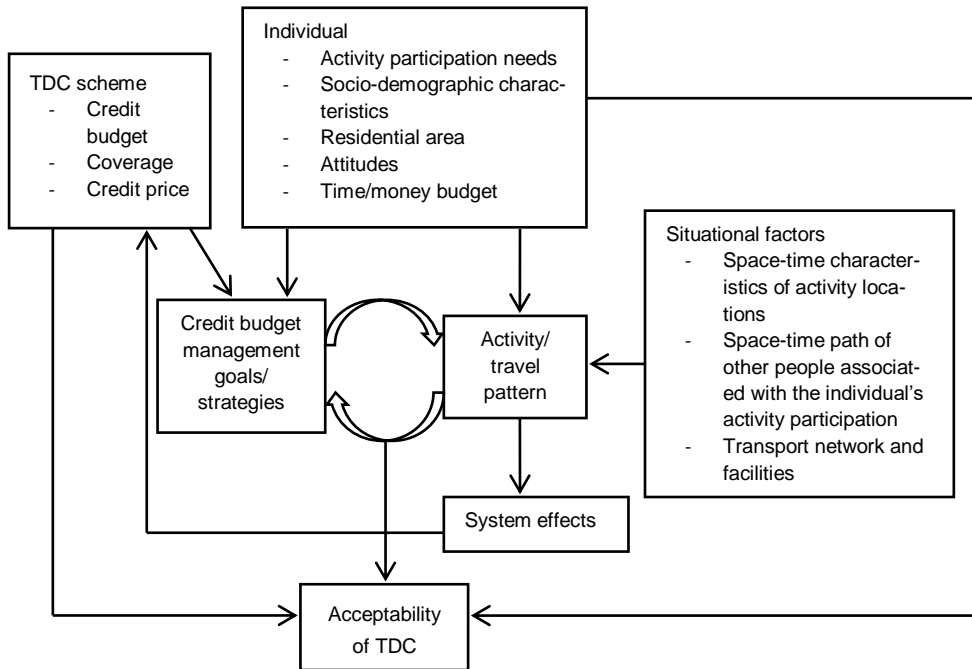 TDC scheme
- Credit
budget
- Coverage
- Credit price
Individual
- Activity participation needs
- Socio-demographic charac-
teristics
- Residential area
- Attitudes
- Time/money budget
Situational factors
- Space-time character-
istics of activity loca-
tions
- Space-time path of
other people associat-
ed with the individual's
activity participation
- Transport network and
facilities
Credit budget
management
goals/
strategies
Activity/
travel
pattern
System effects
Acceptability
of TDC